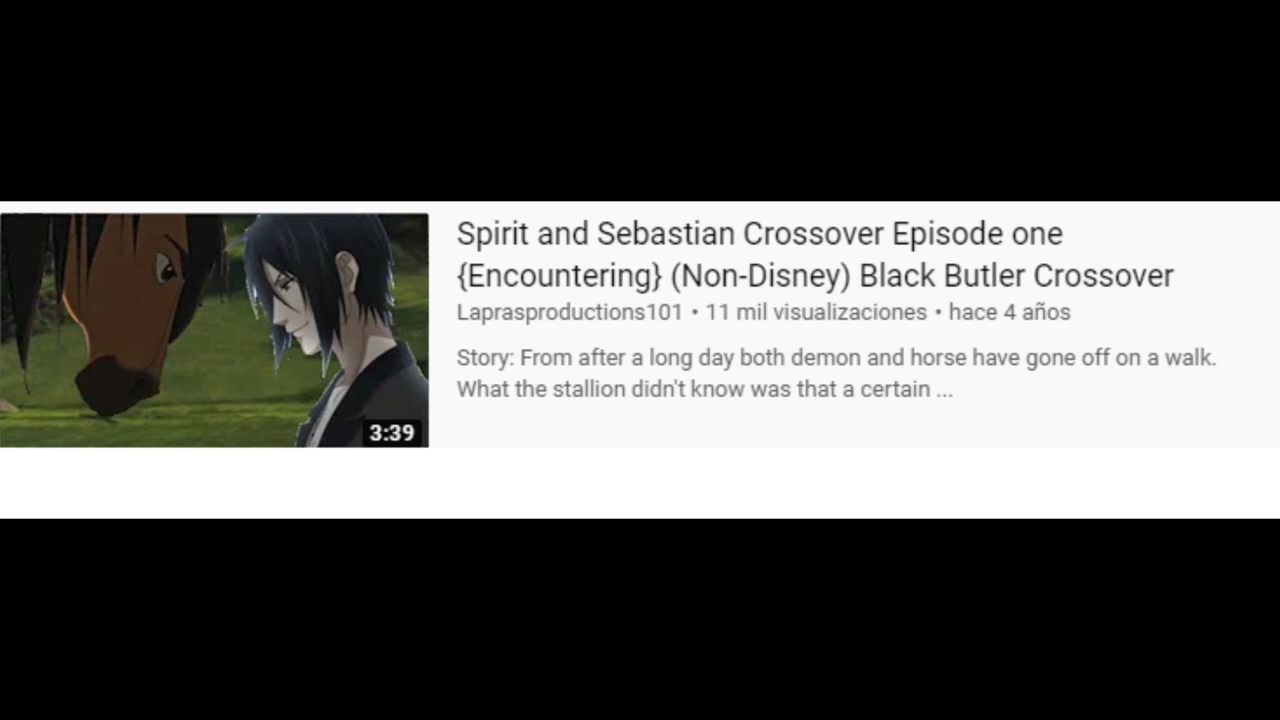 Spirit and Sebastian Crossover Episode one
{Encountering} (Non-Disney) Black Butler Crossover
Laprasproductions101 • 11 mil visualizaciones • hace 4 años
Story: From after a long day both demon and horse have gone off on a walk.
What the stallion didn't know was that a certain ...
3:39